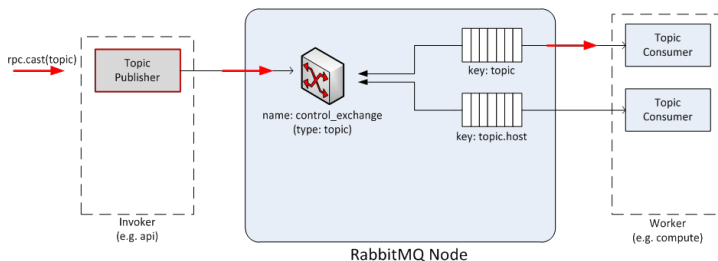 rpc.cast(topic)
Topic
Publisher
name: control_exchange
(type: topic)
key: topic
key: topic.host
Topic
Consumer
Topic
Consumer
Invoker
(e.g. api)
Worker
(e.g. compute)
RabbitMQ Node